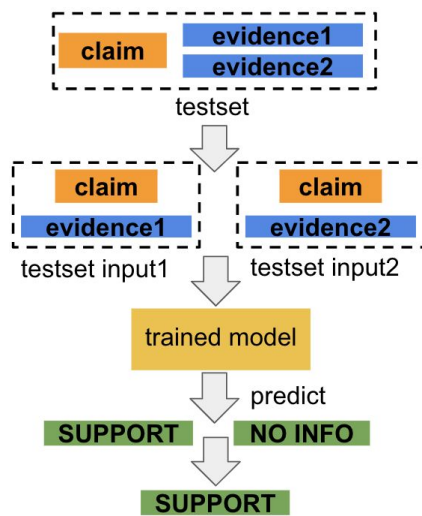 claim
evidence1
evidence2
testset
claim
evidence1
testset input1
claim
evidence2
testset input2
trained model
predict
SUPPORT
NO INFO
SUPPORT